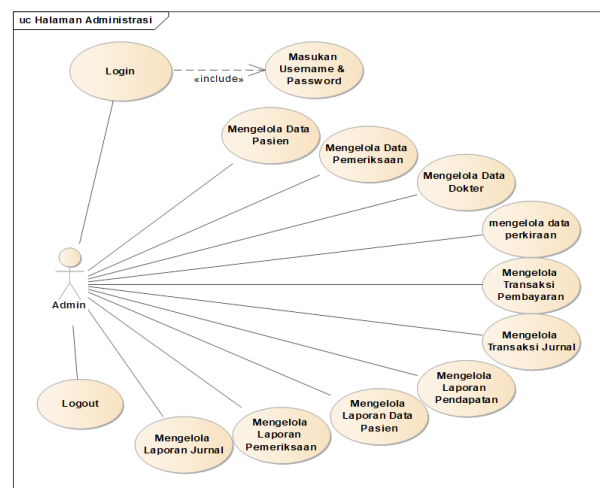 uc Halaman Administrasi
Login
«include»
Masukan
Username &
Password
Mengelola Data
Pasien
Mengelola Data
Pemeriksaan
Mengelola Data
Dokter
mengelola data
perkiraan
Mengelola
Transaksi
Pembayaran
Mengelola
Transaksi Jurnal
Mengelola
Laporan
Pendapatan
Mengelola
Laporan Data
Pasien
Mengelola
Laporan
Pemeriksaan
Mengelola
Laporan Jurnal
Logout
Admin